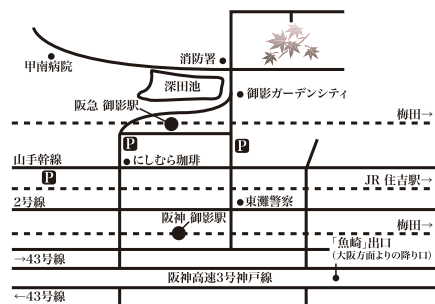 消防署
甲南病院
深田池
御影ガーデンシティ
阪急 御影駅
梅田→
P
P
にしむら珈琲
山手幹線
P
JR 住吉駅→
2号線
東灘警察
阪神 御影駅
梅田→
「魚崎」出口
(大阪方面よりの降り口)
→43号線
阪神高速3号神戸線
←43号線